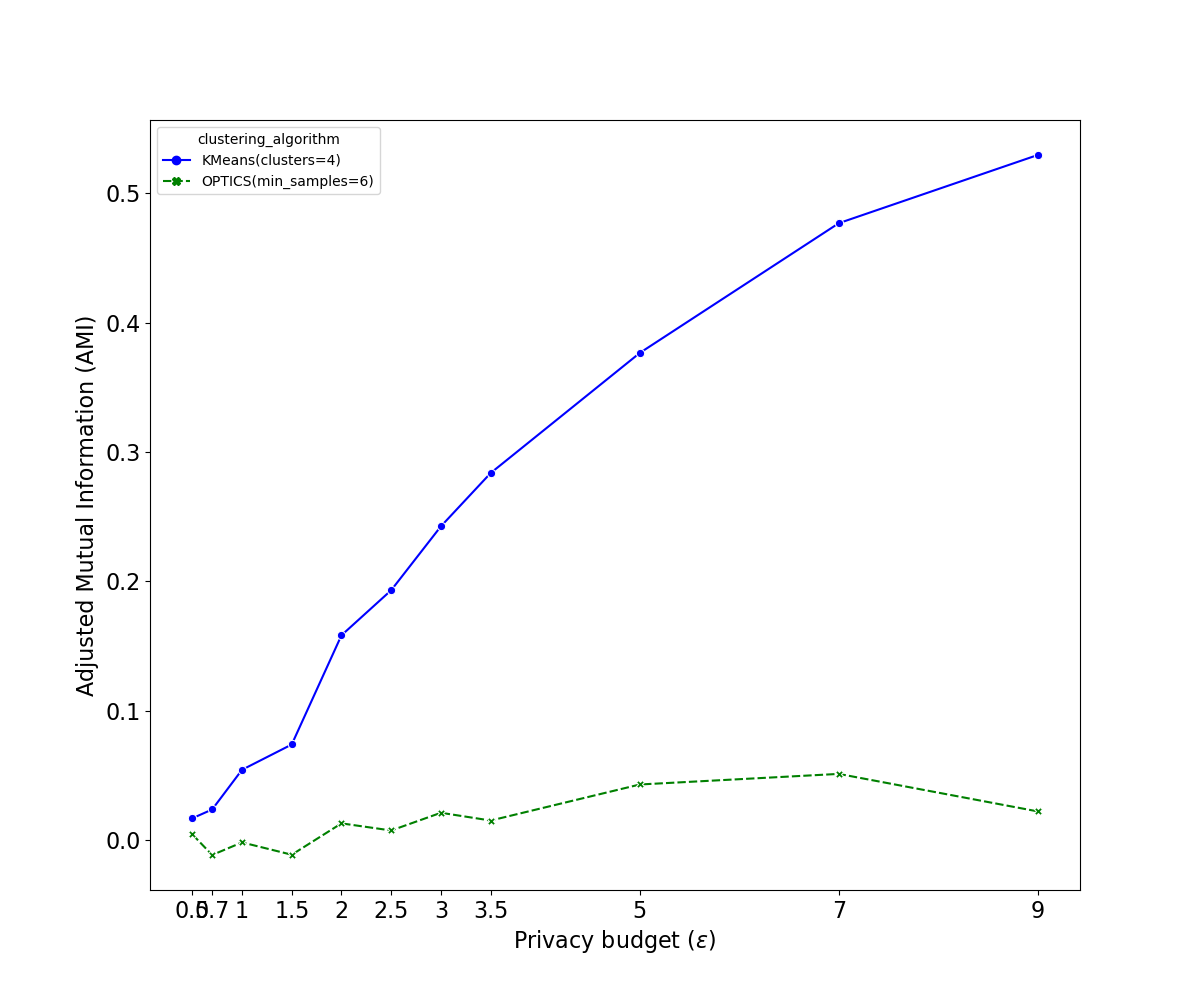 clustering_algorithm
KMeans(clusters=4)
OPTICS(min_samples=6)
Adjusted Mutual Information (AMI)
0.5
0.4
0.3
0.2
0.1
0.0
0.5 0.7 1 1.5 2 2.5 3 3.5 5 7 9
Privacy budget (ε)